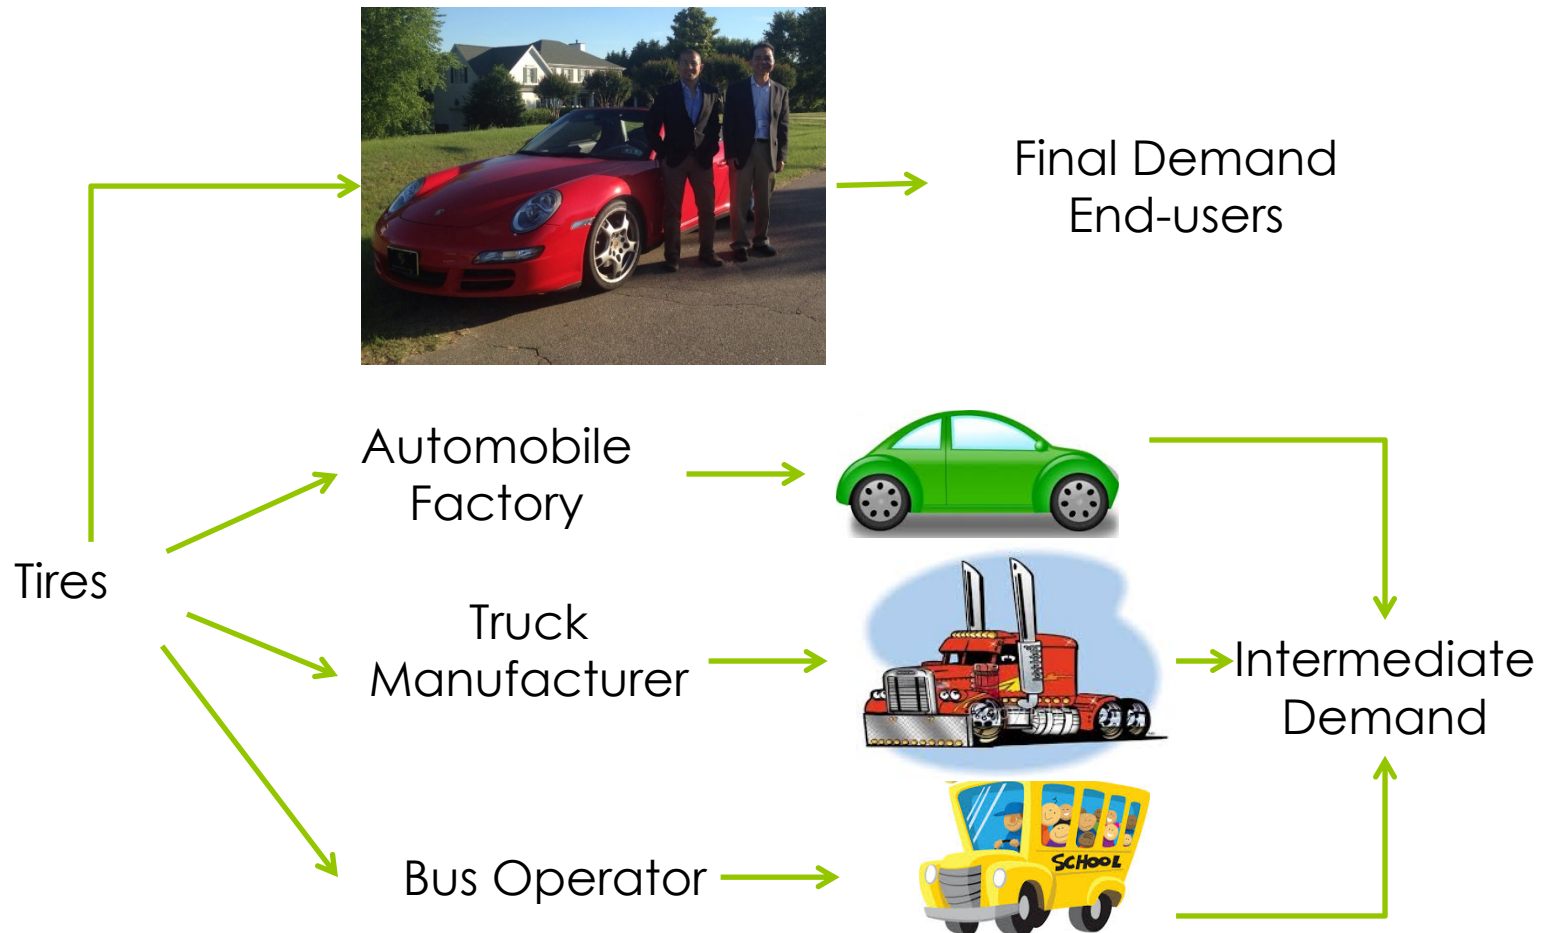 Final Demand
End-users
Automobile
Factory
Tires
Truck
Manufacturer
Intermediate
Demand
SCHOOL
Bus Operator